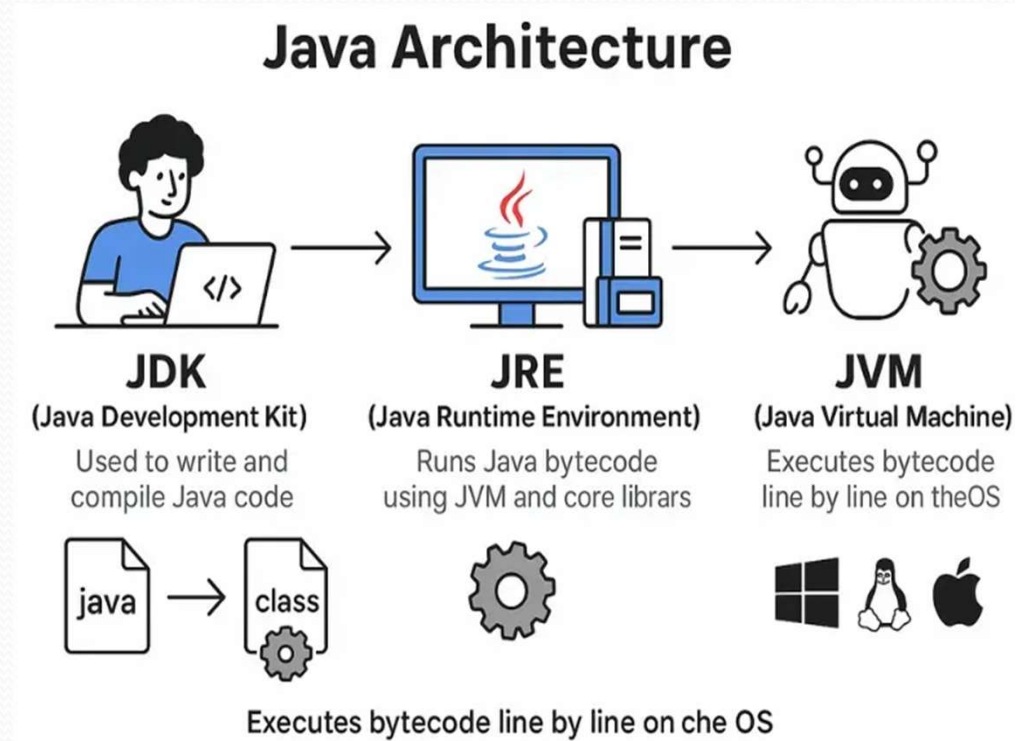 Java Architecture
</>
JDK
(Java Development Kit)
Used to write and
compile Java code
JRE
(Java Runtime Environment)
Runs Java bytecode
using JVM and core librars
JVM
(Java Virtual Machine)
Executes bytecode
line by line on theOS
java
class
Executes bytecode line by line on che OS